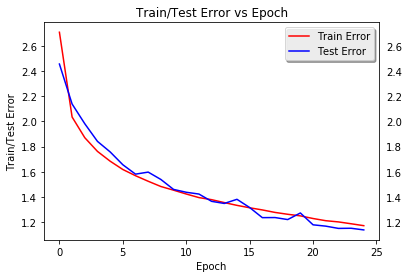 Train/Test Error vs Epoch
Train Error
Test Error
2.6
2.4
2.2
2.0
1.8
1.6
1.4
1.2
Train/Test Error
2.6
2.4
2.2
2.0
1.8
1.6
1.4
1.2
0 5 10 15 20 25
Epoch